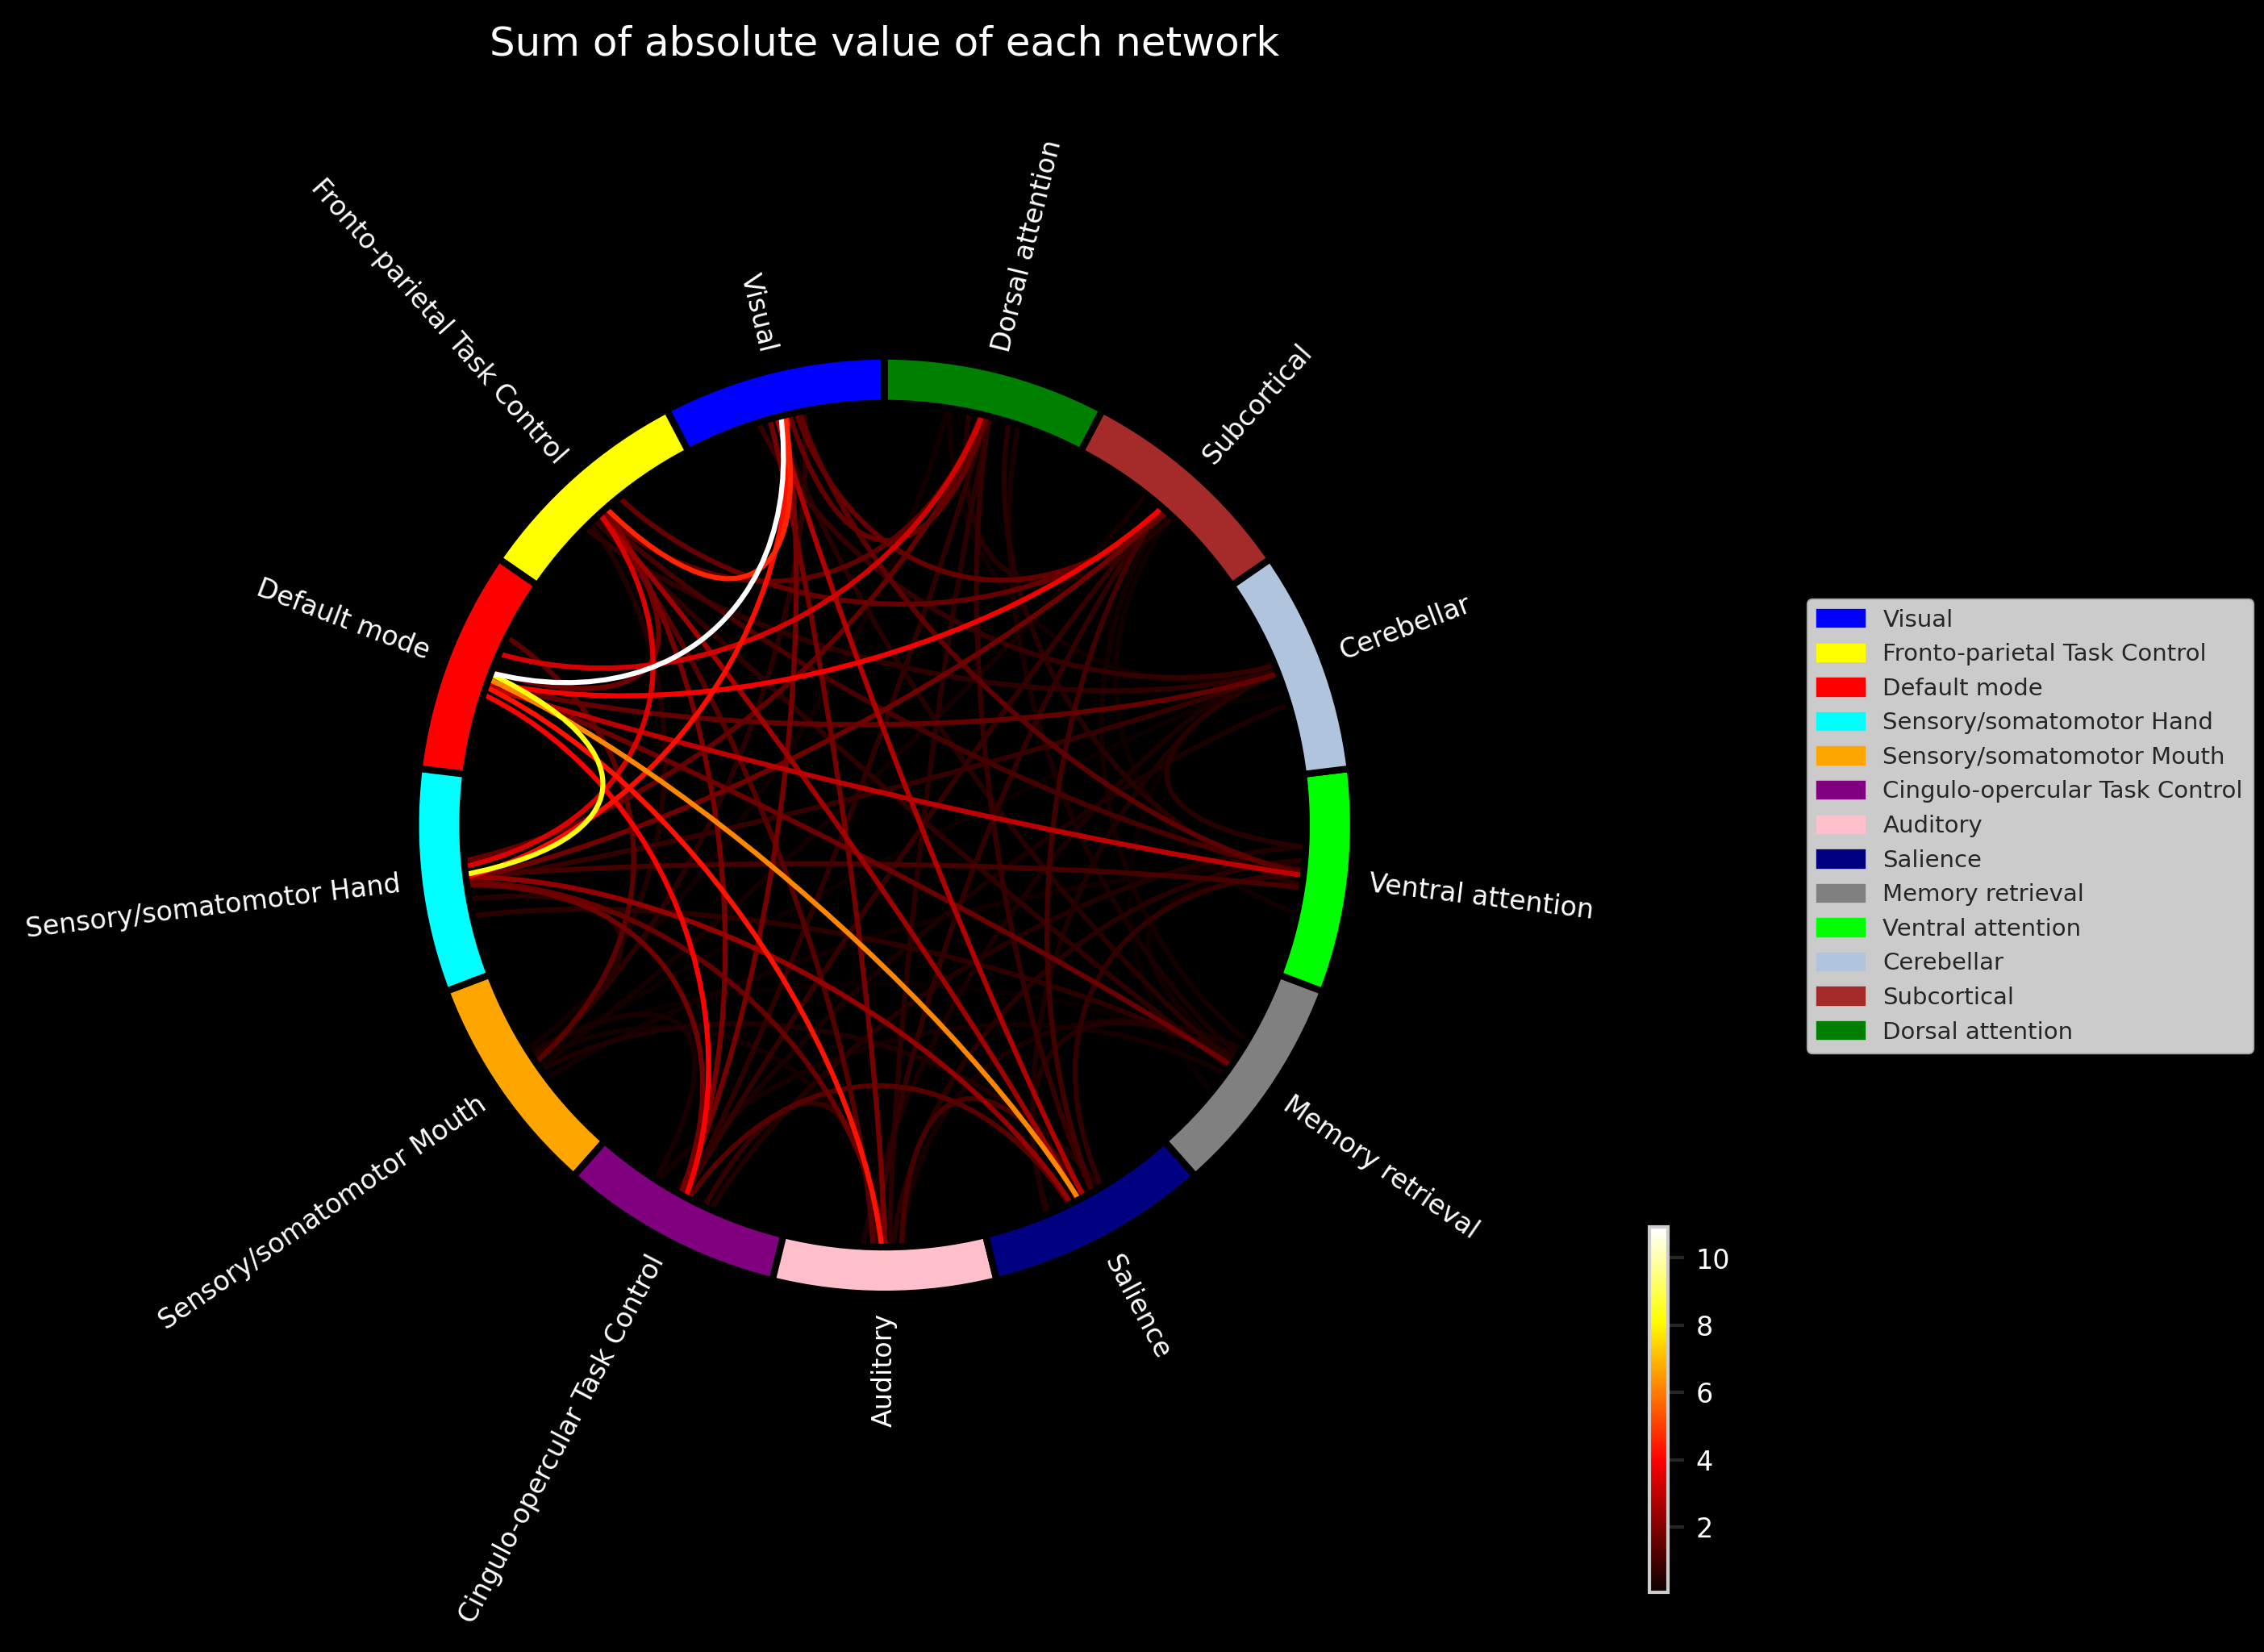 Sum of absolute value of each network
Dorsal attention
Fronto-parietal Task Control
Visual
Subcortical
Default mode
Cerebellar
Sensory/somatomotor Hand
Ventral attention
Sensory/somatomotor Mouth
Memory retrieval
Cingulo-opercular Task Control
Auditory
Salience
Visual
Fronto-parietal Task Control
Default mode
Sensory/somatomotor Hand
Sensory/somatomotor Mouth
Cingulo-opercular Task Control
Auditory
Salience
Memory retrieval
Ventral attention
Cerebellar
Subcortical
Dorsal attention
10
8
6
4
2